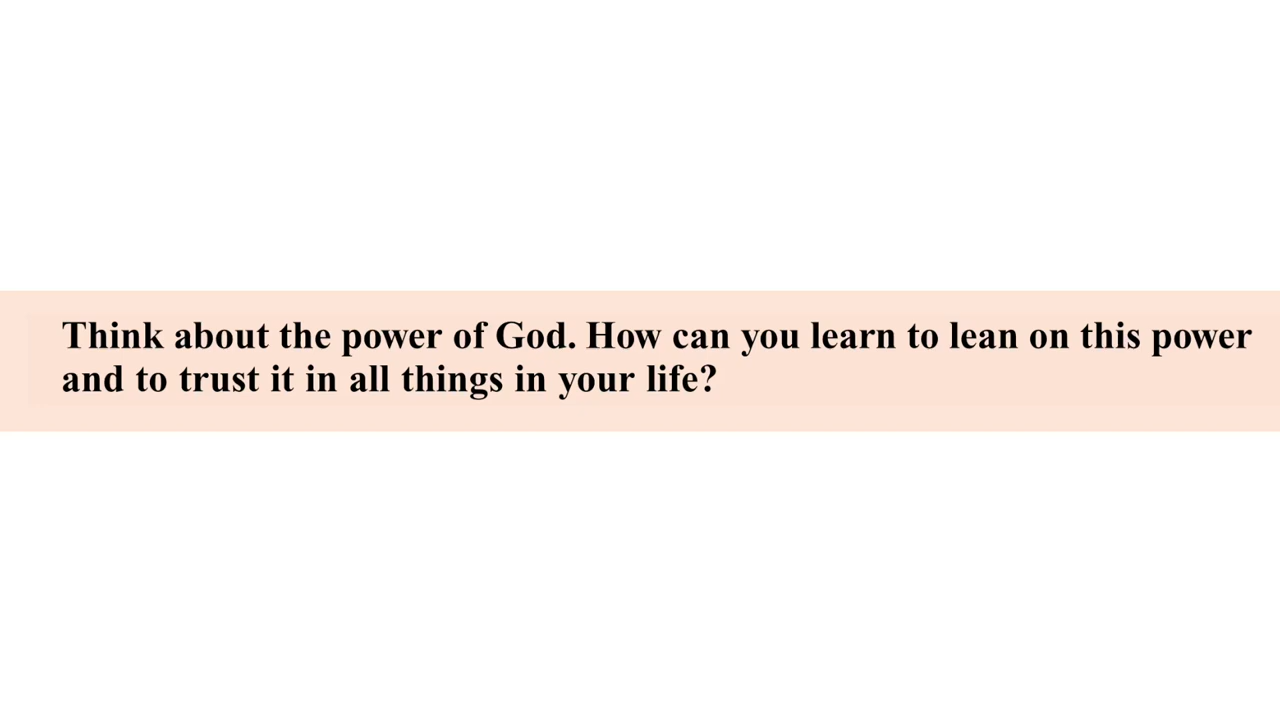 Think about the power of God. How can you learn to lean on this power
and to trust it in all things in your life?